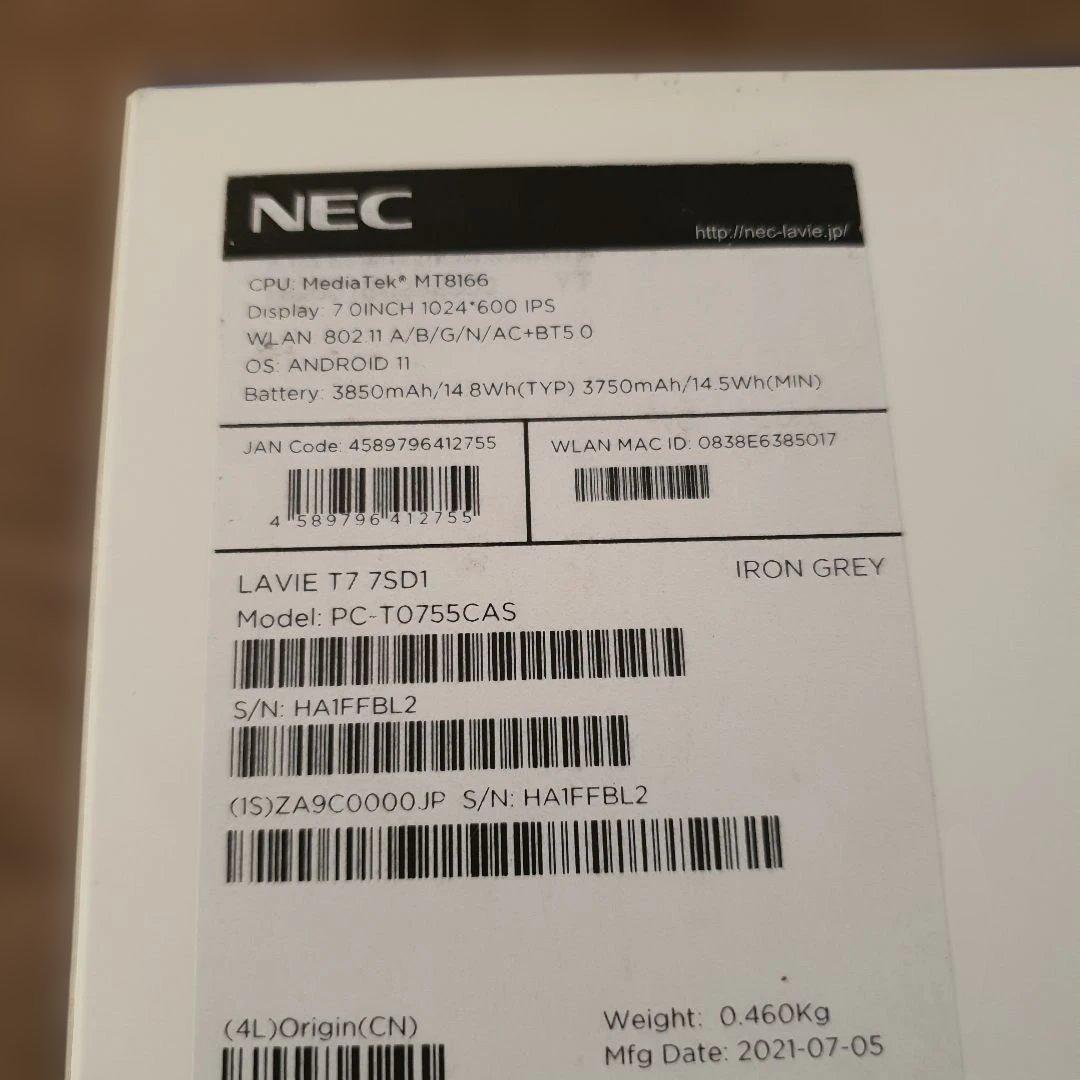 NEC
http://nec-lavie.jp/
CPU: MediaTek® MT8166
Display: 7 0INCH 1024*600 IPS
WLAN 802.11 A/B/G/N/AC+BT5 0
OS: ANDROID 11
Battery: 3850mAh/14 8Wh(TYP) 3750mAh/14.5Wh(MIN)
JAN Code: 4589796412755
4 589796 412755
WLAN MAC ID: 0838E6385017
LAVIE T7 7SD1
IRON GREY
Model: PC-T0755CAS
S/N: HA1FFBL2
(1S)ZA9C0000JP S/N: HA1FFBL2
(4L)Origin(CN)
Weight: 0.460Kg
Mfg Date: 2021-07-05